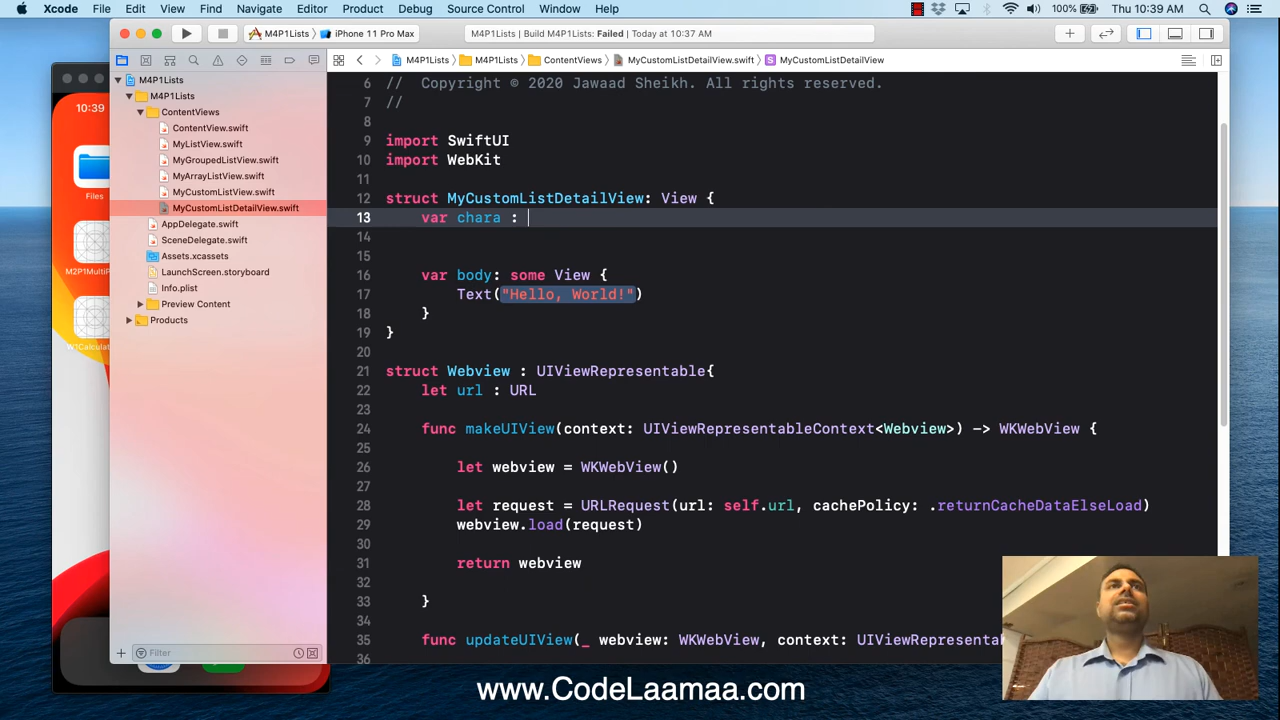 Xcode File Edit View Find Navigate Editor Product Debug Source Control Window Help 100% Thu 10:39 AM
M4P1Lists iPhone 11 Pro Max M4P1Lists | Build M4P1Lists: Failed | Today at 10:37 AM
M4P1Lists M4P1Lists ContentViews MyCustomListDetailView.swift MyCustomListDetailView
10:39
Files
M2P1MultiP
W1Calculat
M4P1Lists
M4P1Lists
ContentViews
ContentView.swift
MyListView.swift
MyGroupedListView.swift
MyArrayListView.swift
MyCustomListView.swift
MyCustomListDetailView.swift
AppDelegate.swift
SceneDelegate.swift
Assets.xcassets
LaunchScreen.storyboard
Info.plist
Preview Content
Products
Filter
6 // Copyright © 2020 Jawaad Sheikh. All rights reserved.
7 //
8
9 import SwiftUI
10 import WebKit
11
12 struct MyCustomListDetailView: View {
13 var chara :
14
15
16 var body: some View {
17 Text("Hello, World!")
18 }
19 }
20
21 struct Webview : UIViewRepresentable{
22 let url : URL
23
24 func makeUIView(context: UIViewRepresentableContext<Webview>) -> WKWebView {
25
26 let webview = WKWebView()
27
28 let request = URLRequest(url: self.url, cachePolicy: .returnCacheDataElseLoad)
29 webview.load(request)
30
31 return webview
32
33 }
34
35 func updateUIView(_ webview: WKWebView, context: UIViewRepresenta
36
www.CodeLaamaa.com